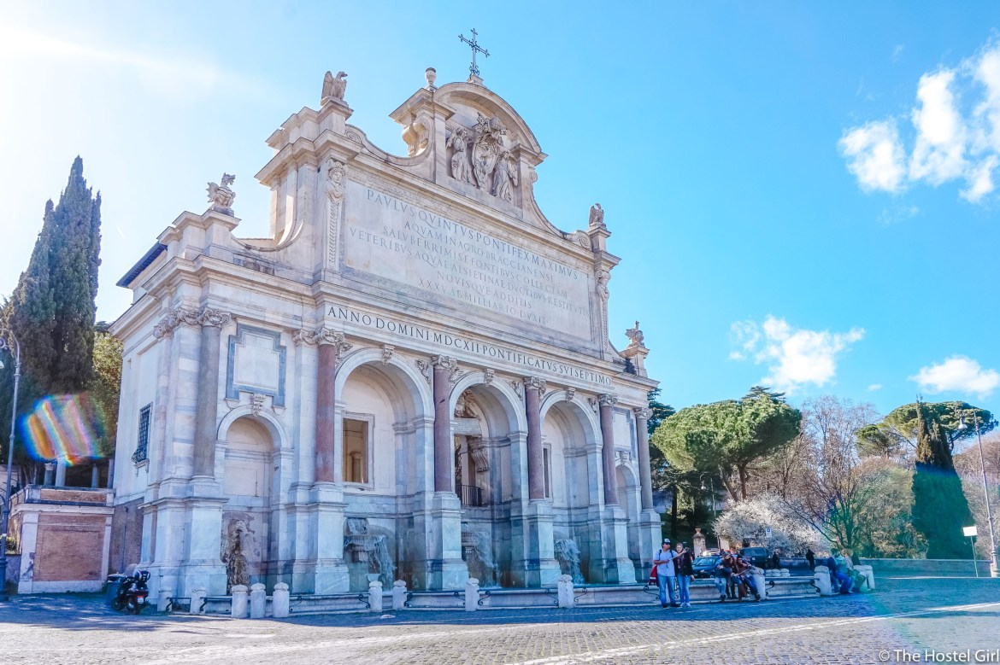 PAVLVS QVINTVS PONTIFEX MAXIMVS
AQVAM IN AGRO BRACCIANENSI
SALVBERRIMIS E FONTIBVS COLLECTAM
VETERIBVS AQVAE ALSIETINAE DVCTIBVS RESTITVTIS
NOVISQVE ADDITIS
XXXV AB MILLIARIO DVXIT
ANNO DOMINI MDCXII PONTIFICATVS SVI SEPTIMO
© The Hostel Girl